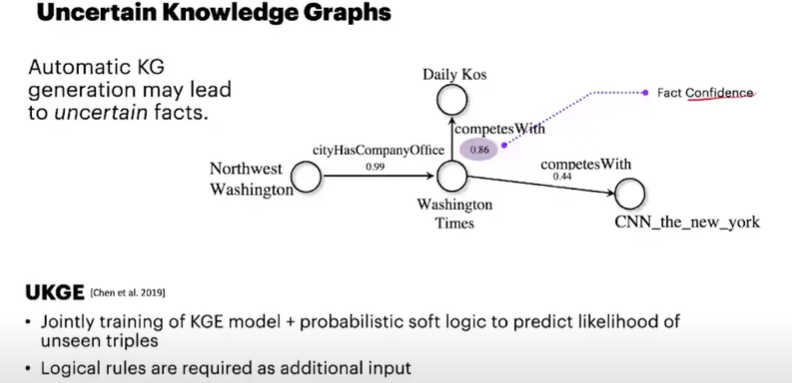 Uncertain Knowledge Graphs
Automatic KG
generation may lead
to uncertain facts.
Daily Kos
Fact Confidence
competesWith
0.86
cityHasCompanyOffice
0.99
Northwest
Washington
competesWith
0.44
Washington
Times
CNN_the_new_york
UKGE [Chen et al. 2019]
• Jointly training of KGE model + probabilistic soft logic to predict likelihood of
unseen triples
• Logical rules are required as additional input